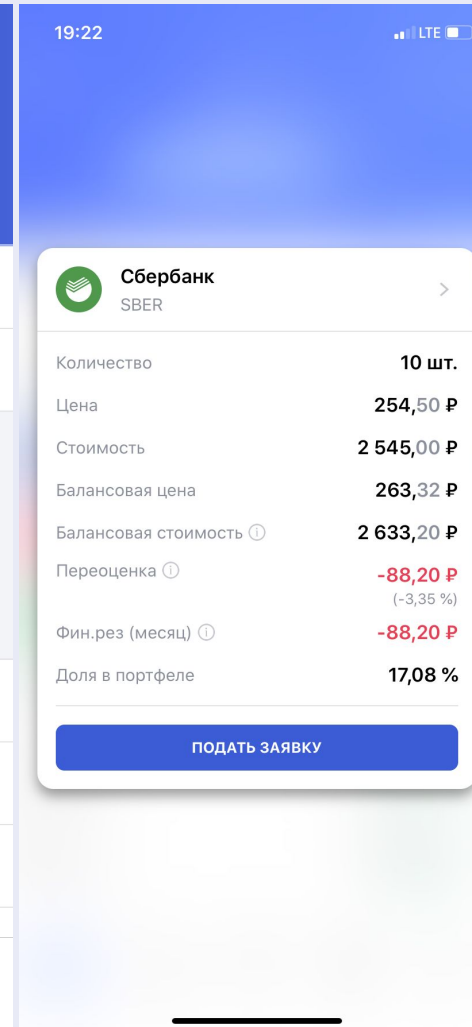 19:22 LTE
Сбербанк
SBER
Количество 10 шт.
Цена 254,50 ₽
Стоимость 2 545,00 ₽
Балансовая цена 263,32 ₽
Балансовая стоимость 2 633,20 ₽
Переоценка -88,20 ₽
(-3,35 %)
Фин.рез (месяц) -88,20 ₽
Доля в портфеле 17,08 %
ПОДАТЬ ЗАЯВКУ